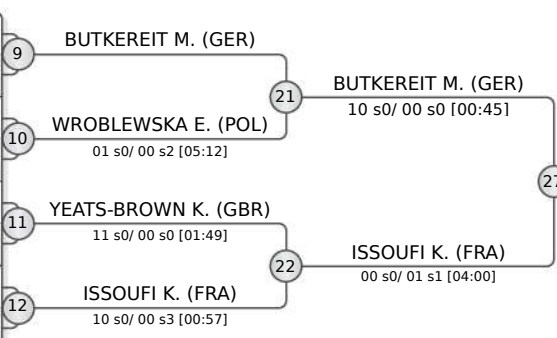 BUTKEREIT M. (GER)
9
BUTKEREIT M. (GER)
21
10 s0/ 00 s0 [00:45]
WROBLEWSKA E. (POL)
10
01 s0/ 00 s2 [05:12]
27
YEATS-BROWN K. (GBR)
11
11 s0/ 00 s0 [01:49]
ISSOUFI K. (FRA)
22
00 s0/ 01 s1 [04:00]
ISSOUFI K. (FRA)
12
10 s0/ 00 s3 [00:57]